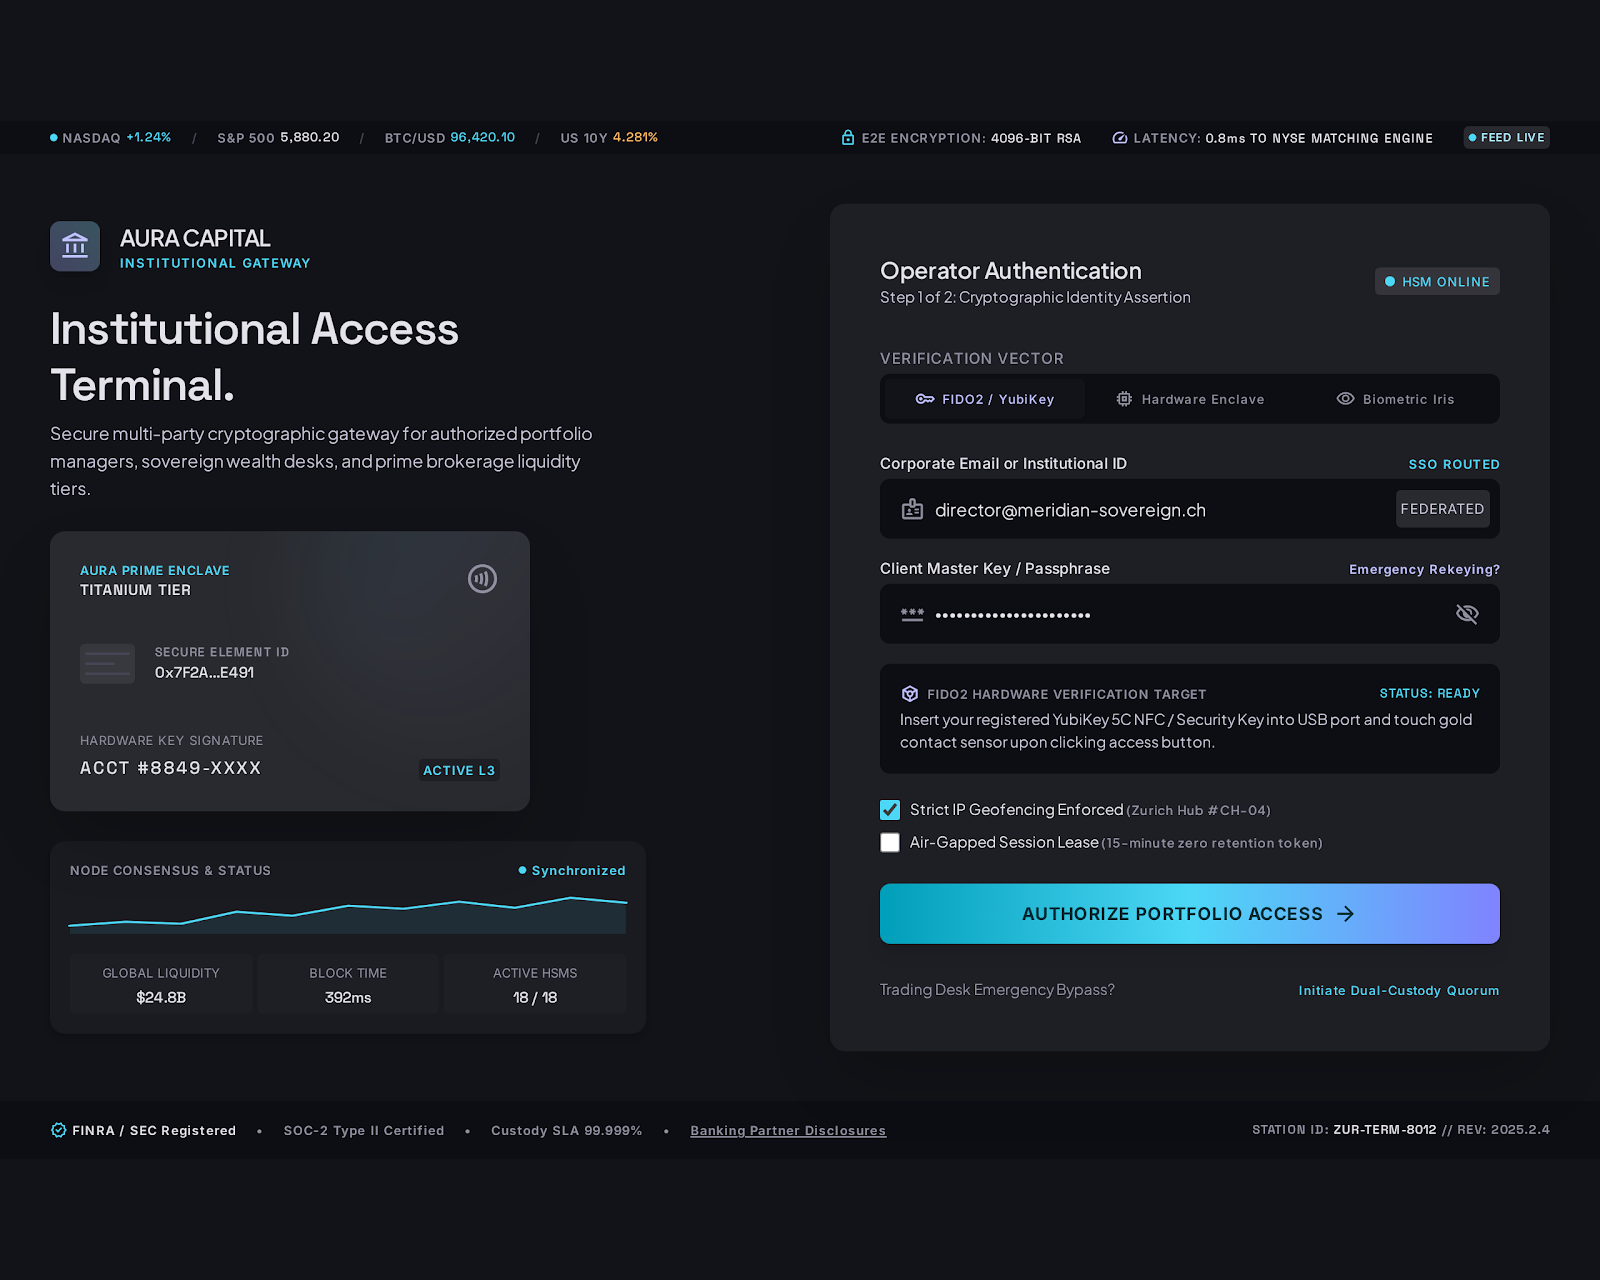 NASDAQ +1.24% / S&P 500 5,880.20 / BTC/USD 96,420.10 / US 10Y 4.281%
E2E ENCRYPTION: 4096-BIT RSA
LATENCY: 0.8ms TO NYSE MATCHING ENGINE
FEED LIVE
AURA CAPITAL
INSTITUTIONAL GATEWAY
Institutional Access
Terminal.
Secure multi-party cryptographic gateway for authorized portfolio
managers, sovereign wealth desks, and prime brokerage liquidity
tiers.
AURA PRIME ENCLAVE
TITANIUM TIER
SECURE ELEMENT ID
0x7F2A...E491
HARDWARE KEY SIGNATURE
ACCT #8849-XXXX
ACTIVE L3
NODE CONSENSUS & STATUS
Synchronized
GLOBAL LIQUIDITY
$24.8B
BLOCK TIME
392ms
ACTIVE HSMS
18 / 18
Operator Authentication
Step 1 of 2: Cryptographic Identity Assertion
HSM ONLINE
VERIFICATION VECTOR
FIDO2 / YubiKey
Hardware Enclave
Biometric Iris
Corporate Email or Institutional ID
SSO ROUTED
director@meridian-sovereign.ch
FEDERATED
Client Master Key / Passphrase
Emergency Rekeying?
••••••••••••••••••••••
FIDO2 HARDWARE VERIFICATION TARGET
STATUS: READY
Insert your registered YubiKey 5C NFC / Security Key into USB port and touch gold
contact sensor upon clicking access button.
Strict IP Geofencing Enforced (Zurich Hub #CH-04)
Air-Gapped Session Lease (15-minute zero retention token)
AUTHORIZE PORTFOLIO ACCESS →
Trading Desk Emergency Bypass?
Initiate Dual-Custody Quorum
FINRA / SEC Registered • SOC-2 Type II Certified • Custody SLA 99.999% • Banking Partner Disclosures
STATION ID: ZUR-TERM-8012 // REV: 2025.2.4